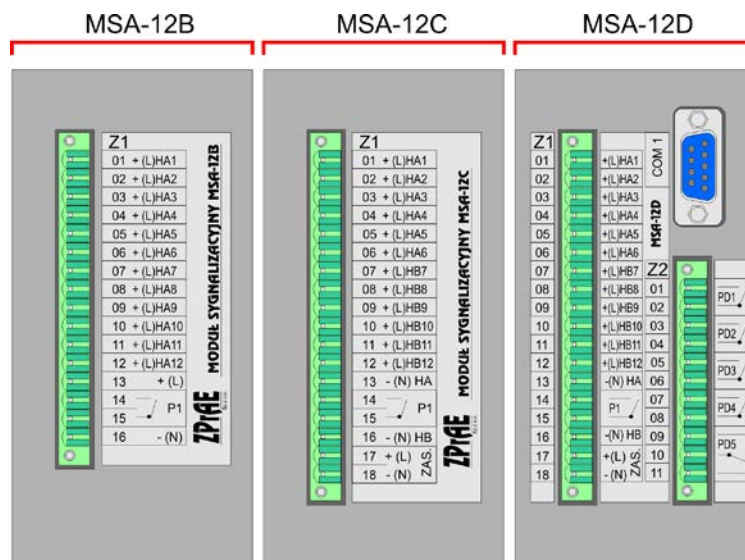 MSA-12B
MSA-12C
MSA-12D
Z1
01 + (L)HA1
02 + (L)HA2
03 + (L)HA3
04 + (L)HA4
05 + (L)HA5
06 + (L)HA6
07 + (L)HA7
08 + (L)HA8
09 + (L)HA9
10 + (L)HA10
11 + (L)HA11
12 + (L)HA12
13 + (L)
14
15
P1
16 - (N)
MODUŁ SYGNALIZACYJNY MSA-12B
ZPrAE
Z1
01 + (L)HA1
02 + (L)HA2
03 + (L)HA3
04 + (L)HA4
05 + (L)HA5
06 + (L)HA6
07 + (L)HB7
08 + (L)HB8
09 + (L)HB9
10 + (L)HB10
11 + (L)HB11
12 + (L)HB12
13 - (N) HA
14
15
P1
16 - (N) HB
17 + (L)
18 - (N)
ZAS.
MODUŁ SYGNALIZACYJNY MSA-12C
ZPrAE
Z1
01 +(L)HA1
02 +(L)HA2
03 +(L)HA3
04 +(L)HA4
05 +(L)HA5
06 +(L)HA6
07 +(L)HB7
08 +(L)HB8
09 +(L)HB9
10 +(L)HB10
11 +(L)HB11
12 +(L)HB12
13 -(N) HA
14
15
P1
16 -(N) HB
17 +(L)
18 -(N)
ZAS.
COM 1
MSA-12D
Z2
01
02
03
04
05
06
07
08
09
10
11
PD1
PD2
PD3
PD4
PD5